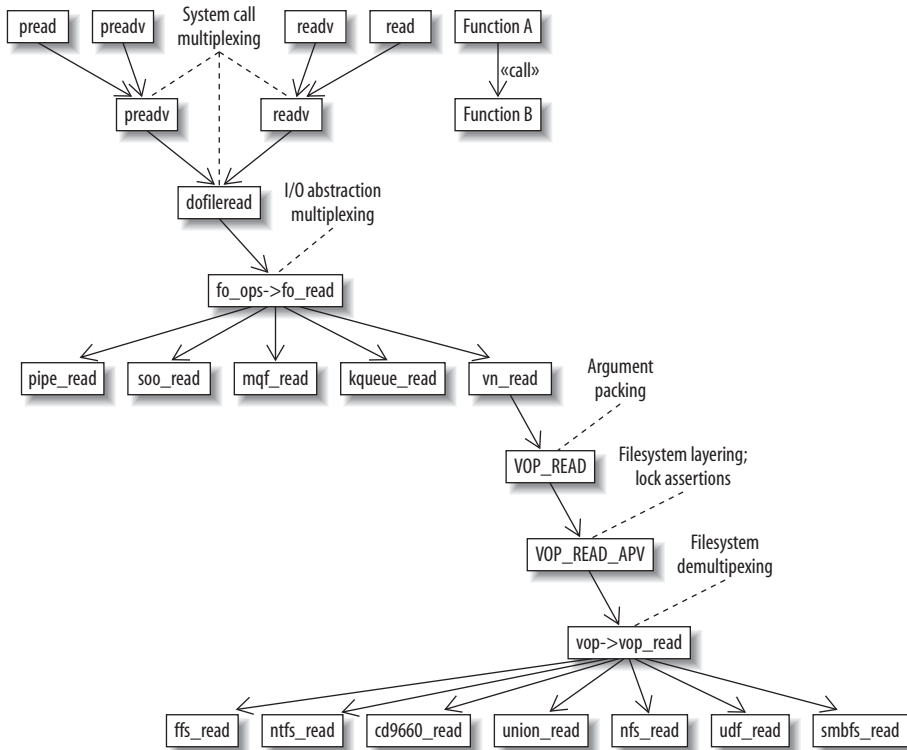 pread
preadv
System call
multiplexing
readv
read
Function A
«call»
preadv
readv
Function B
dofileread
I/O abstraction
multiplexing
fo_ops->fo_read
pipe_read
soo_read
mqf_read
kqueue_read
vn_read
Argument
packing
VOP_READ
Filesystem layering;
lock assertions
VOP_READ_APV
Filesystem
demultipexing
vop->vop_read
ffs_read
ntfs_read
cd9660_read
union_read
nfs_read
udf_read
smbfs_read